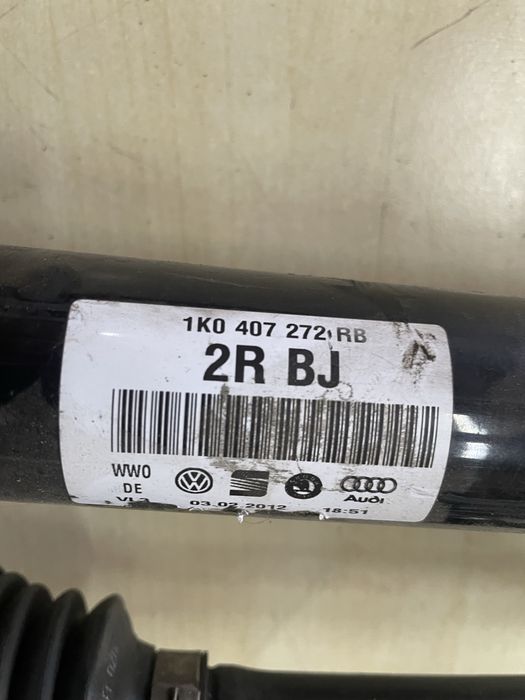 1K0 407 272 RB
2R BJ
WWO
DE
03.02.2012 18:51
Audi